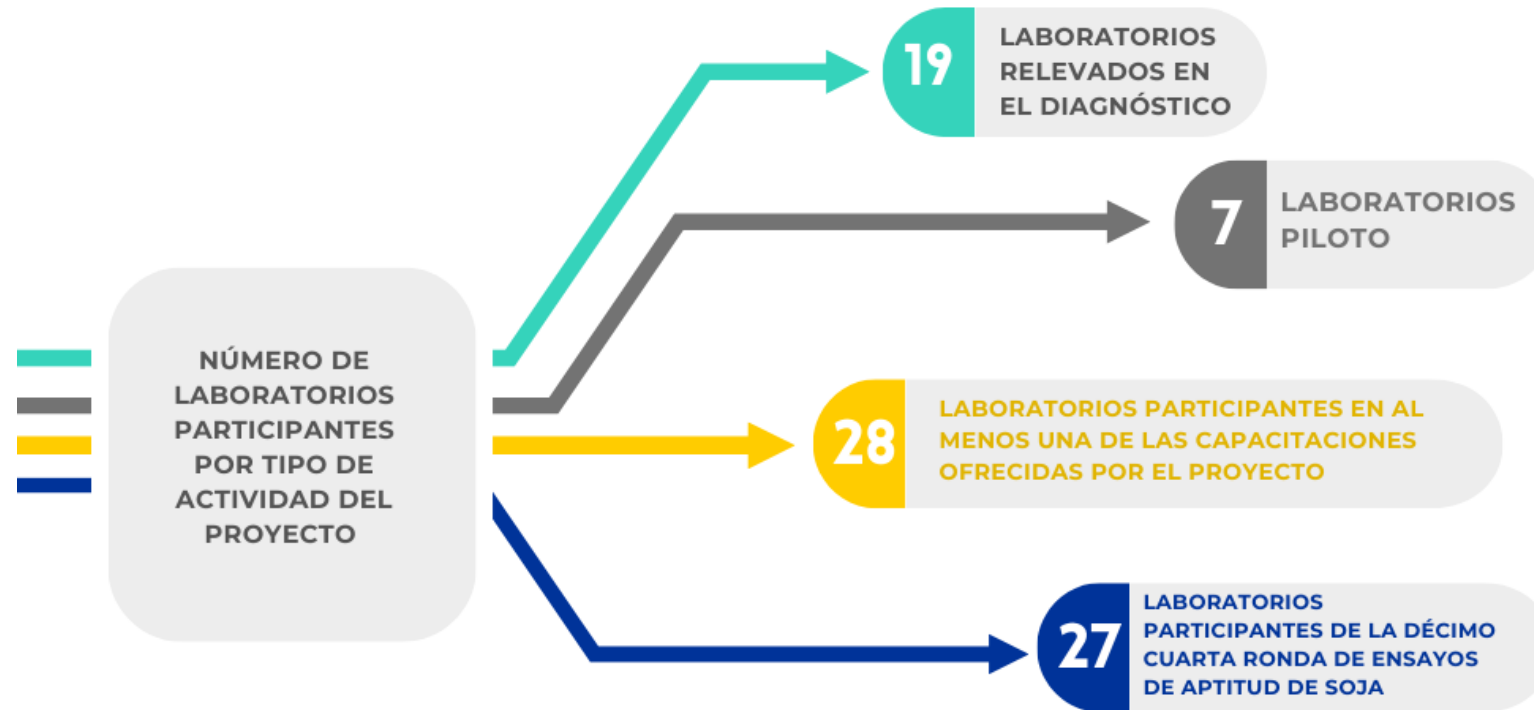 NÚMERO DE
LABORATORIOS
PARTICIPANTES
POR TIPO DE
ACTIVIDAD DEL
PROYECTO
19
LABORATORIOS
RELEVADOS EN
EL DIAGNÓSTICO
7
LABORATORIOS
PILOTO
28
LABORATORIOS PARTICIPANTES EN AL
MENOS UNA DE LAS CAPACITACIONES
OFRECIDAS POR EL PROYECTO
27
LABORATORIOS
PARTICIPANTES DE LA DÉCIMO
CUARTA RONDA DE ENSAYOS
DE APTITUD DE SOJA